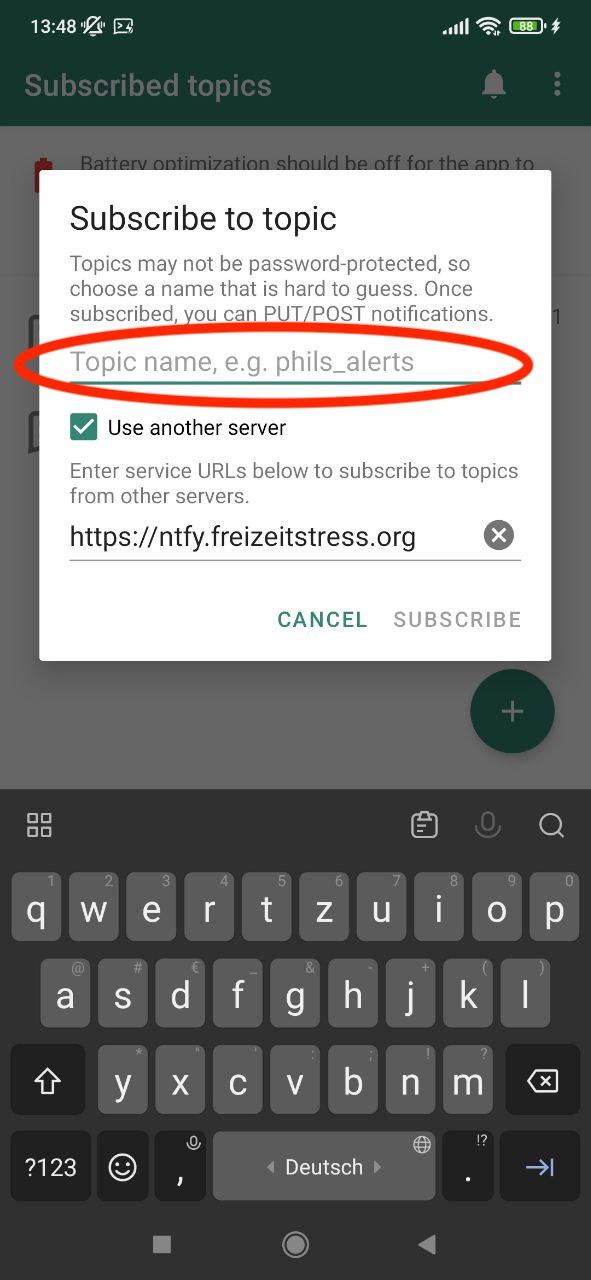 13:48
88
Subscribed topics
Battery optimization should be off for the app to
Subscribe to topic
Topics may not be password-protected, so
choose a name that is hard to guess. Once
subscribed, you can PUT/POST notifications.
1
Topic name, e.g. phils_alerts
Use another server
Enter service URLs below to subscribe to topics
from other servers.
https://ntfy.freizeitstress.org
CANCEL SUBSCRIBE
+
1 2 3 4 5 6 7 8 9 0
q w e r t z u i o p
@ # € _ & - + ( )
a s d f g h j k l
* " ' : ; ! ?
y x c v b n m
!?
?123 , Deutsch .